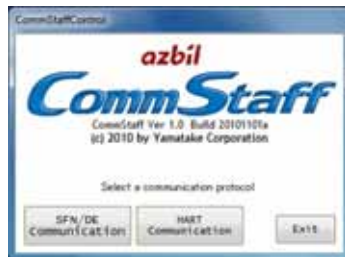 CommStaffControl
azbil
CommStaff
CommStaff Ver 1.0 Build 20101101a
(c) 2010 by Yamatake Corporation
Select a communication protocol
SFN/DE
Communication
HART
Communication
Exit